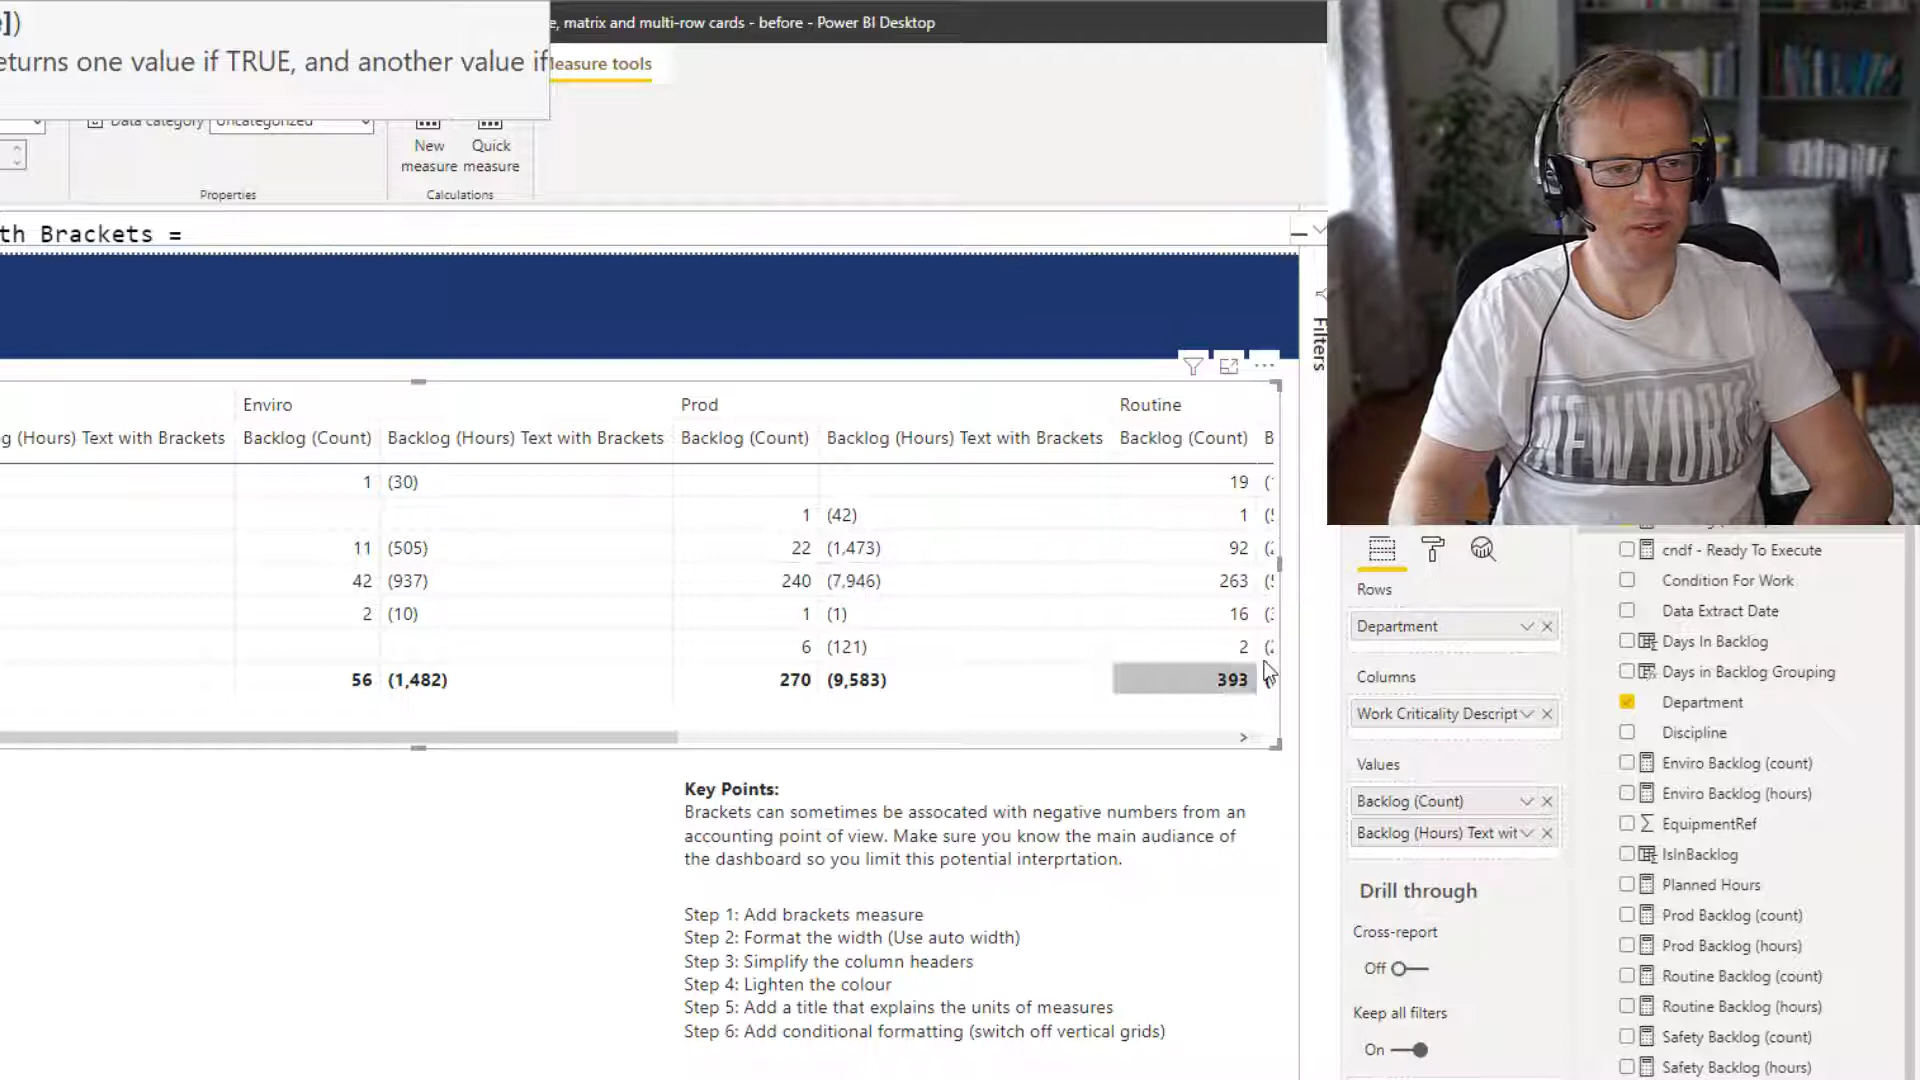 e])
eturns one value if TRUE, and another value if
e, matrix and multi-row cards - before - Power BI Desktop
easure tools
Data category Uncategorized
New measure
Quick measure
Properties
Calculations
th Brackets =
Filters
Enviro Prod Routine
g (Hours) Text with Brackets Backlog (Count) Backlog (Hours) Text with Brackets Backlog (Count) Backlog (Hours) Text with Brackets Backlog (Count) B
1 (30) 19 (
1 (42) 1 (
11 (505) 22 (1,473) 92 (
42 (937) 240 (7,946) 263 (
2 (10) 1 (1) 16 (
6 (121) 2 (
56 (1,482) 270 (9,583) 393
Key Points:
Brackets can sometimes be assocated with negative numbers from an
accounting point of view. Make sure you know the main audiance of
the dashboard so you limit this potential interprtation.
Step 1: Add brackets measure
Step 2: Format the width (Use auto width)
Step 3: Simplify the column headers
Step 4: Lighten the colour
Step 5: Add a title that explains the units of measures
Step 6: Add conditional formatting (switch off vertical grids)
Rows
Department
Columns
Work Criticality Descript
Values
Backlog (Count)
Backlog (Hours) Text wit
Drill through
Cross-report
Off
Keep all filters
On
cndf - Ready To Execute
Condition For Work
Data Extract Date
Days In Backlog
Days in Backlog Grouping
Department
Discipline
Enviro Backlog (count)
Enviro Backlog (hours)
EquipmentRef
IsInBacklog
Planned Hours
Prod Backlog (count)
Prod Backlog (hours)
Routine Backlog (count)
Routine Backlog (hours)
Safety Backlog (count)
Safety Backlog (hours)
NEWYORK